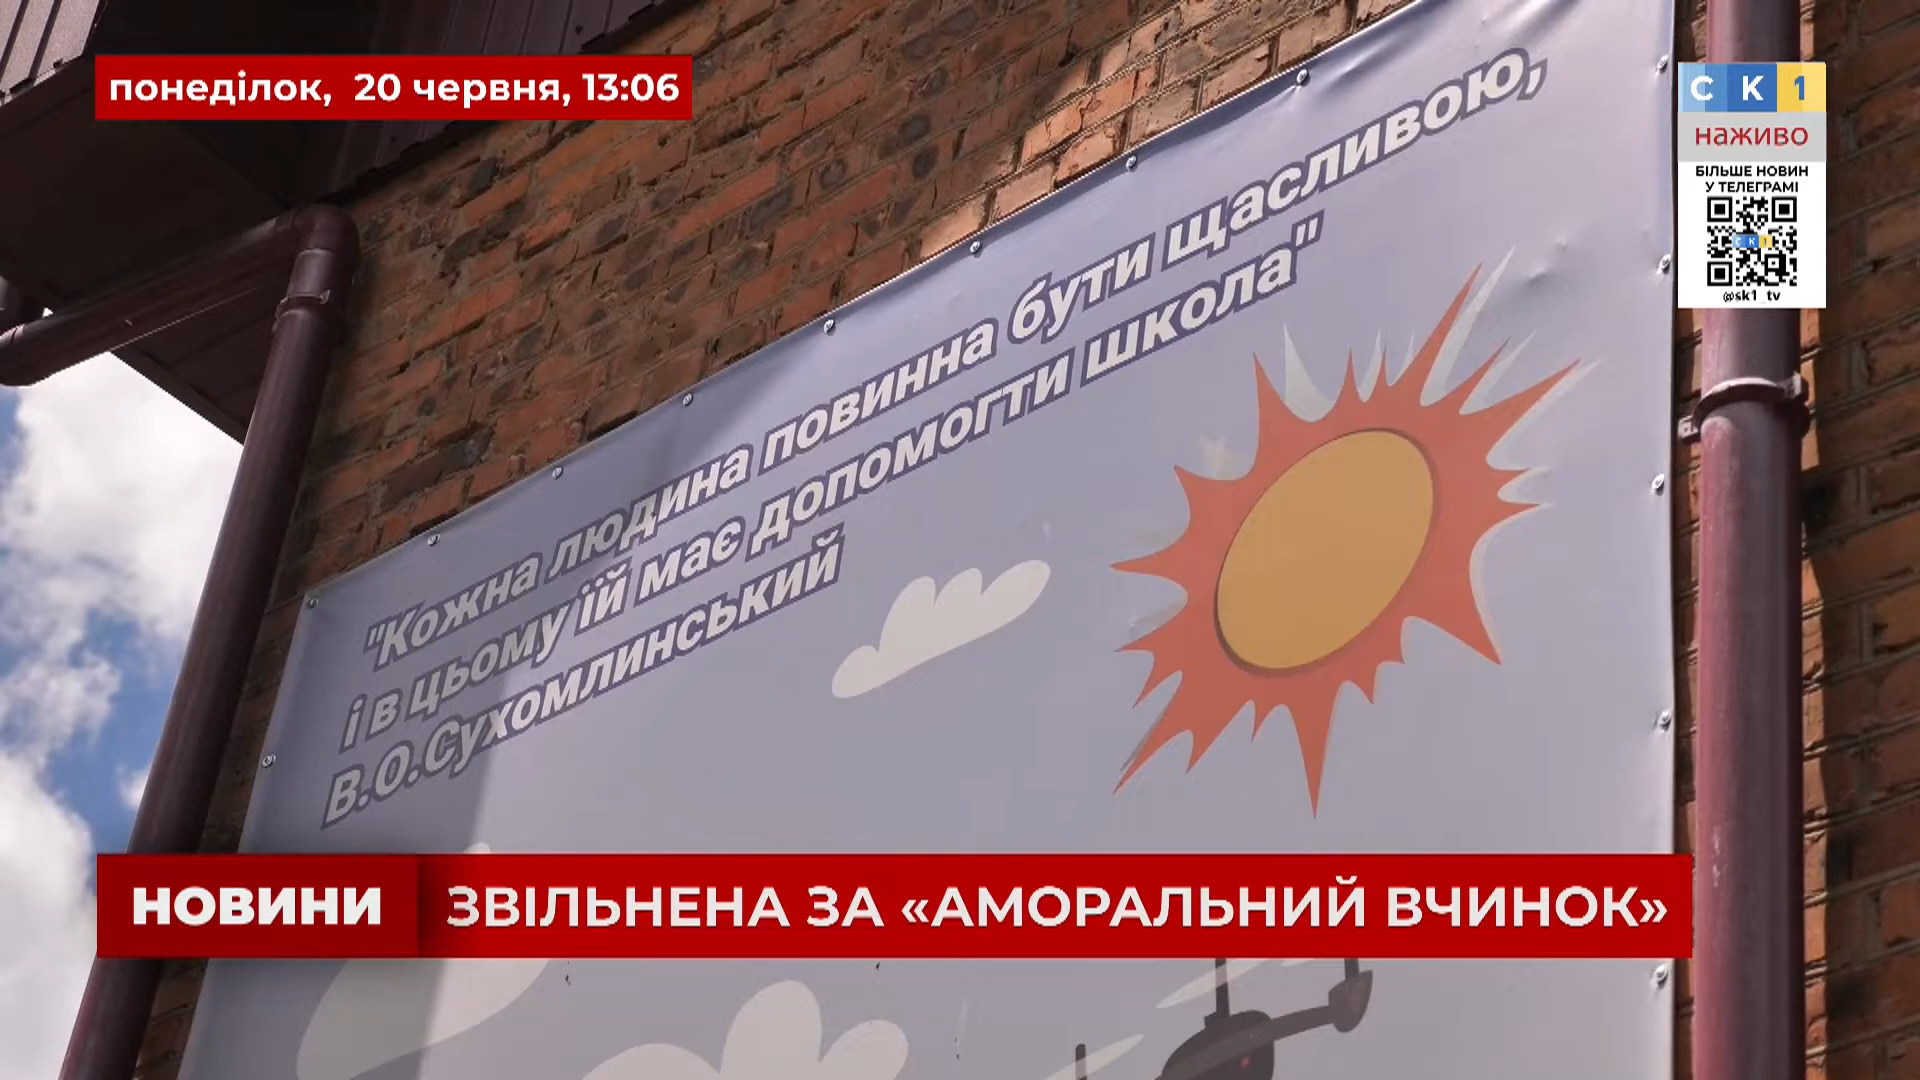 понеділок, 20 червня, 13:06
СК1
наживо
БІЛЬШЕ НОВИН
У ТЕЛЕГРАМІ
СК1
@sk1_tv
"Кожна людина повинна бути щасливою,
і в цьому їй має допомогти школа"
В.О.Сухомлинський
НОВИНИ
ЗВІЛЬНЕНА ЗА «АМОРАЛЬНИЙ ВЧИНОК»